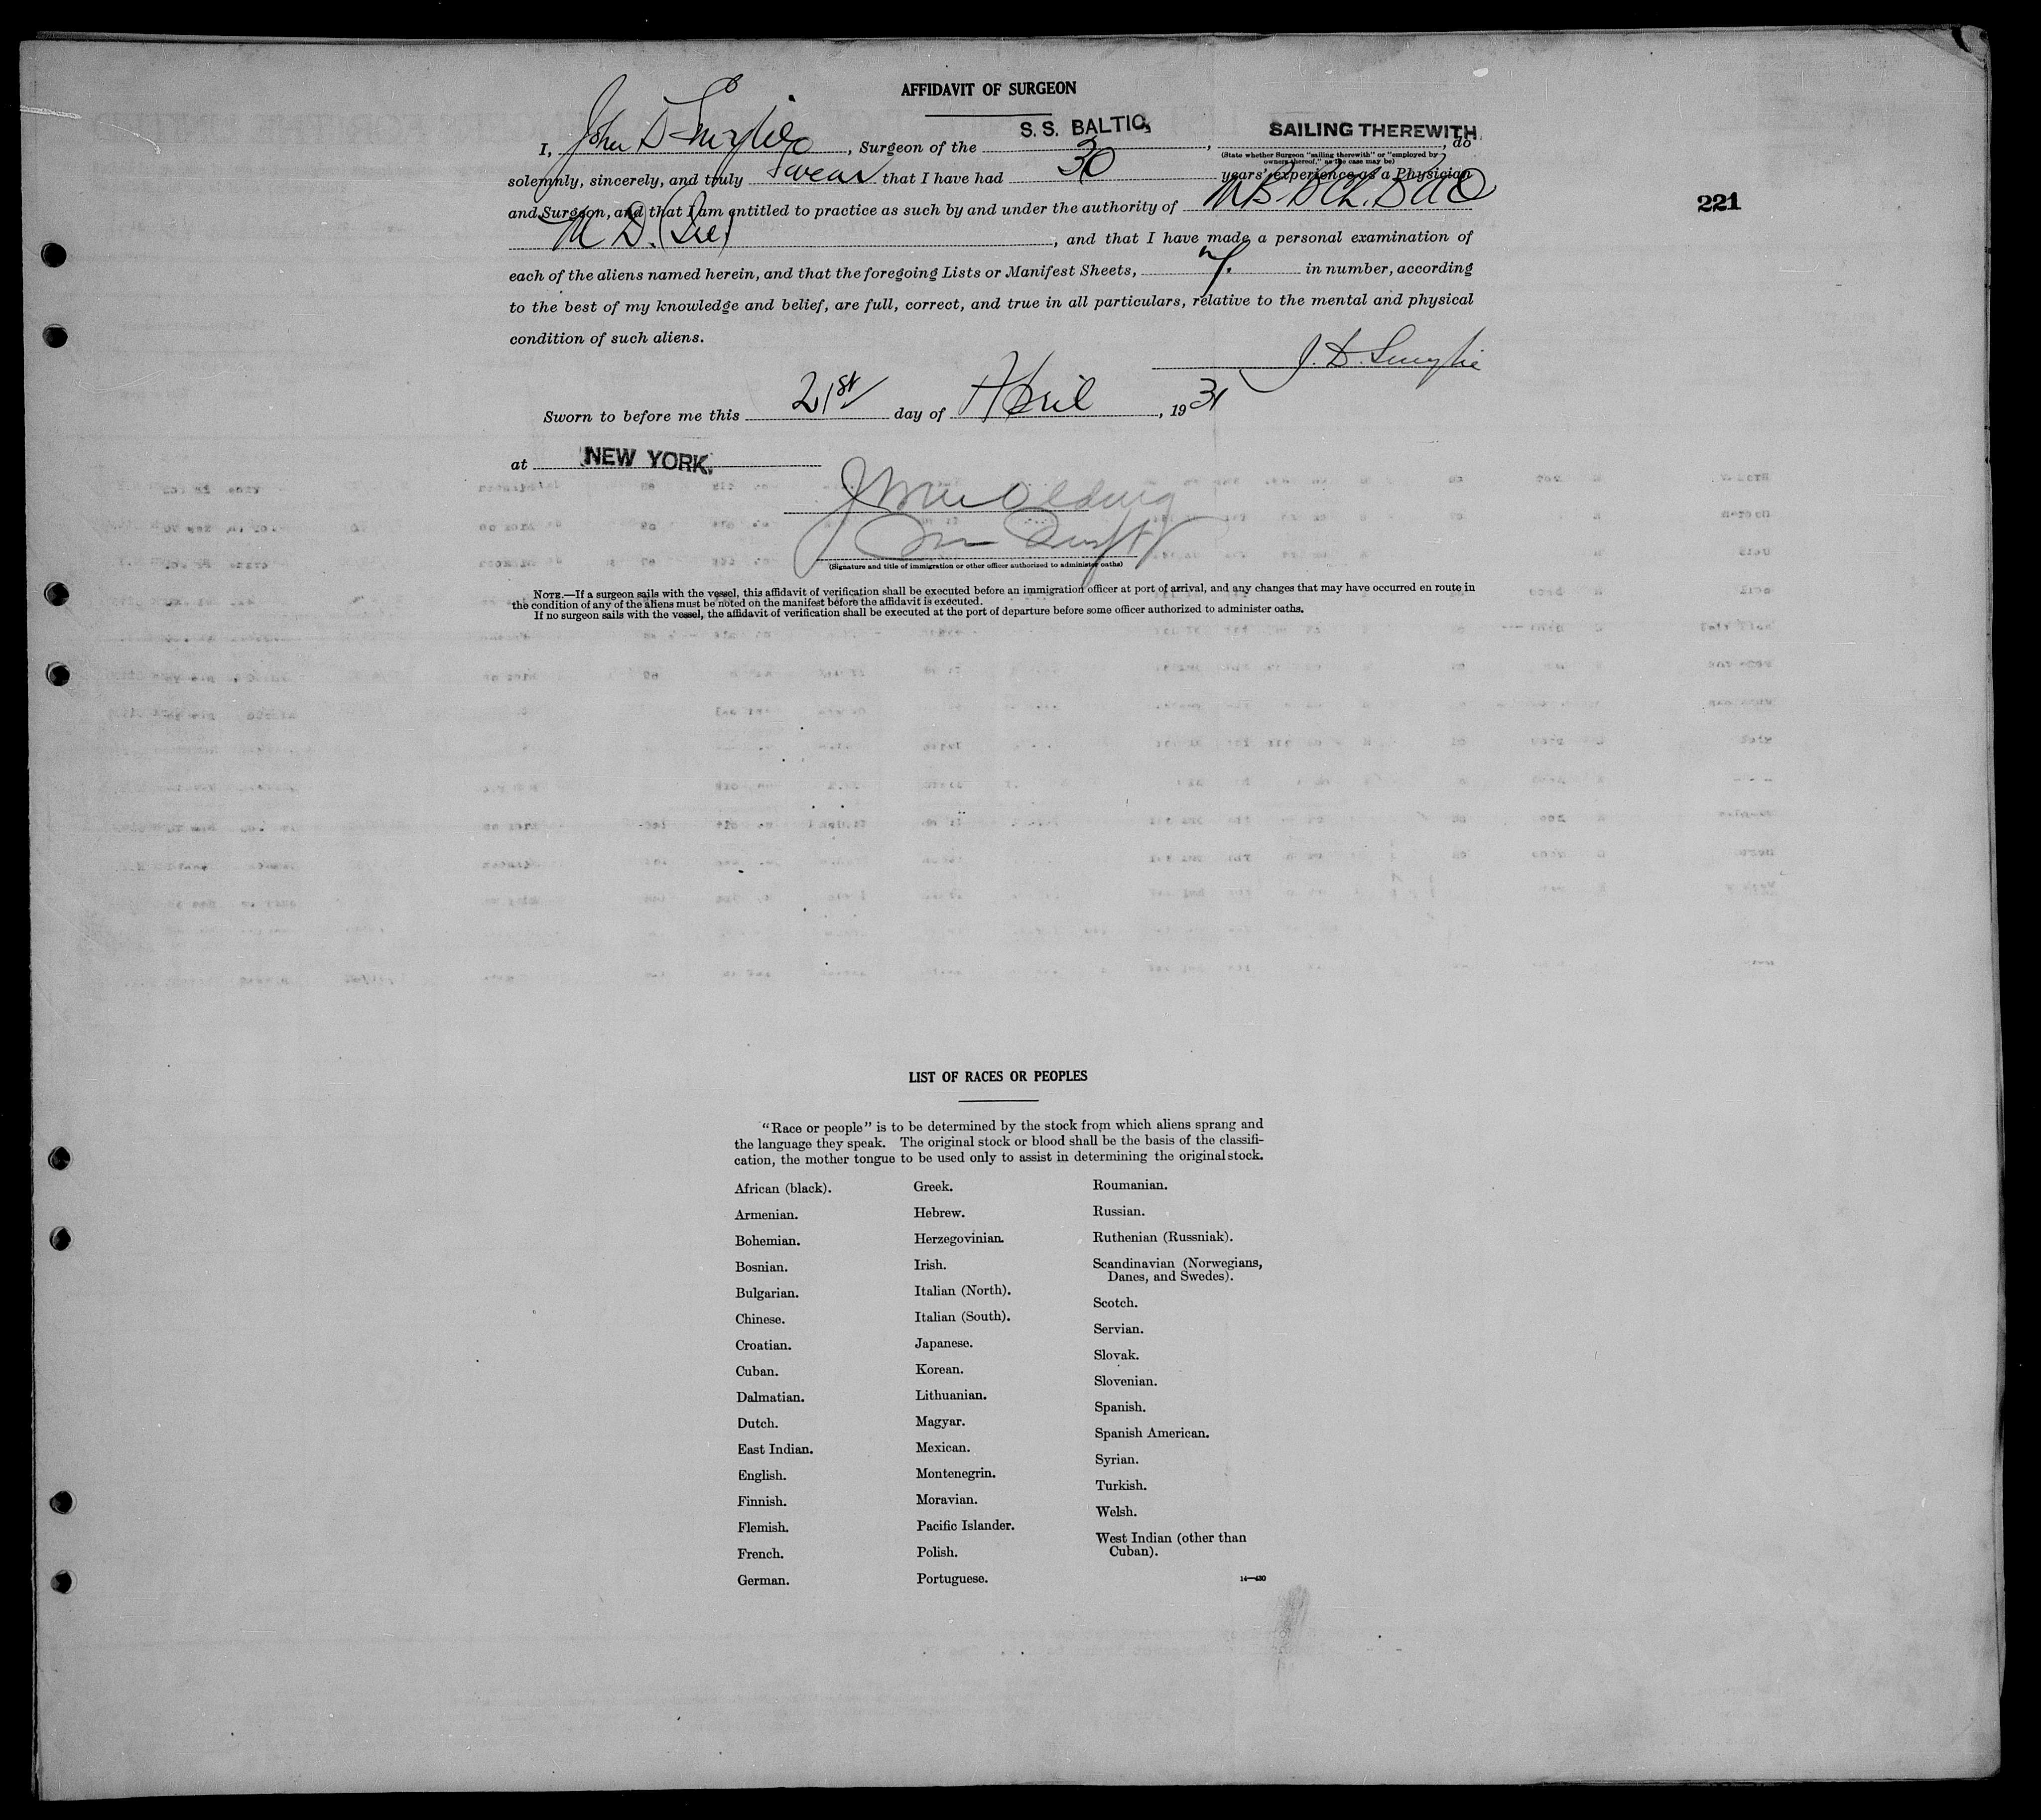 AFFIDAVIT OF SURGEON
I, John D Smylie, Surgeon of the S. S. BALTIC, SAILING THEREWITH, do
(State whether Surgeon "sailing therewith" or "employed by
owners thereof," as the case may be)
solemnly, sincerely, and truly swear that I have had 30 years' experience as a Physician
and Surgeon, and that I am entitled to practice as such by and under the authority of MB. BCh. BAO
221
M D. , and that I have made a personal examination of
each of the aliens named herein, and that the foregoing Lists or Manifest Sheets, in number, according
to the best of my knowledge and belief, are full, correct, and true in all particulars, relative to the mental and physical
condition of such aliens.
J. D. Smylie
Sworn to before me this 21st day of April, 1931
at NEW YORK.
(Signature and title of immigration or other officer authorized to administer oaths)
NOTE.—If a surgeon sails with the vessel, this affidavit of verification shall be executed before an immigration officer at port of arrival, and any changes that may have occurred en route in
the condition of any of the aliens must be noted on the manifest before the affidavit is executed.
If no surgeon sails with the vessel, the affidavit of verification shall be executed at the port of departure before some officer authorized to administer oaths.
LIST OF RACES OR PEOPLES
"Race or people" is to be determined by the stock from which aliens sprang and
the language they speak. The original stock or blood shall be the basis of the classifi-
cation, the mother tongue to be used only to assist in determining the original stock.
African (black).
Armenian.
Bohemian.
Bosnian.
Bulgarian.
Chinese.
Croatian.
Cuban.
Dalmatian.
Dutch.
East Indian.
English.
Finnish.
Flemish.
French.
German.
Greek.
Hebrew.
Herzegovinian.
Irish.
Italian (North).
Italian (South).
Japanese.
Korean.
Lithuanian.
Magyar.
Mexican.
Montenegrin.
Moravian.
Pacific Islander.
Polish.
Portuguese.
Roumanian.
Russian.
Ruthenian (Russniak).
Scandinavian (Norwegians,
Danes, and Swedes).
Scotch.
Servian.
Slovak.
Slovenian.
Spanish.
Spanish American.
Syrian.
Turkish.
Welsh.
West Indian (other than
Cuban).
14—430